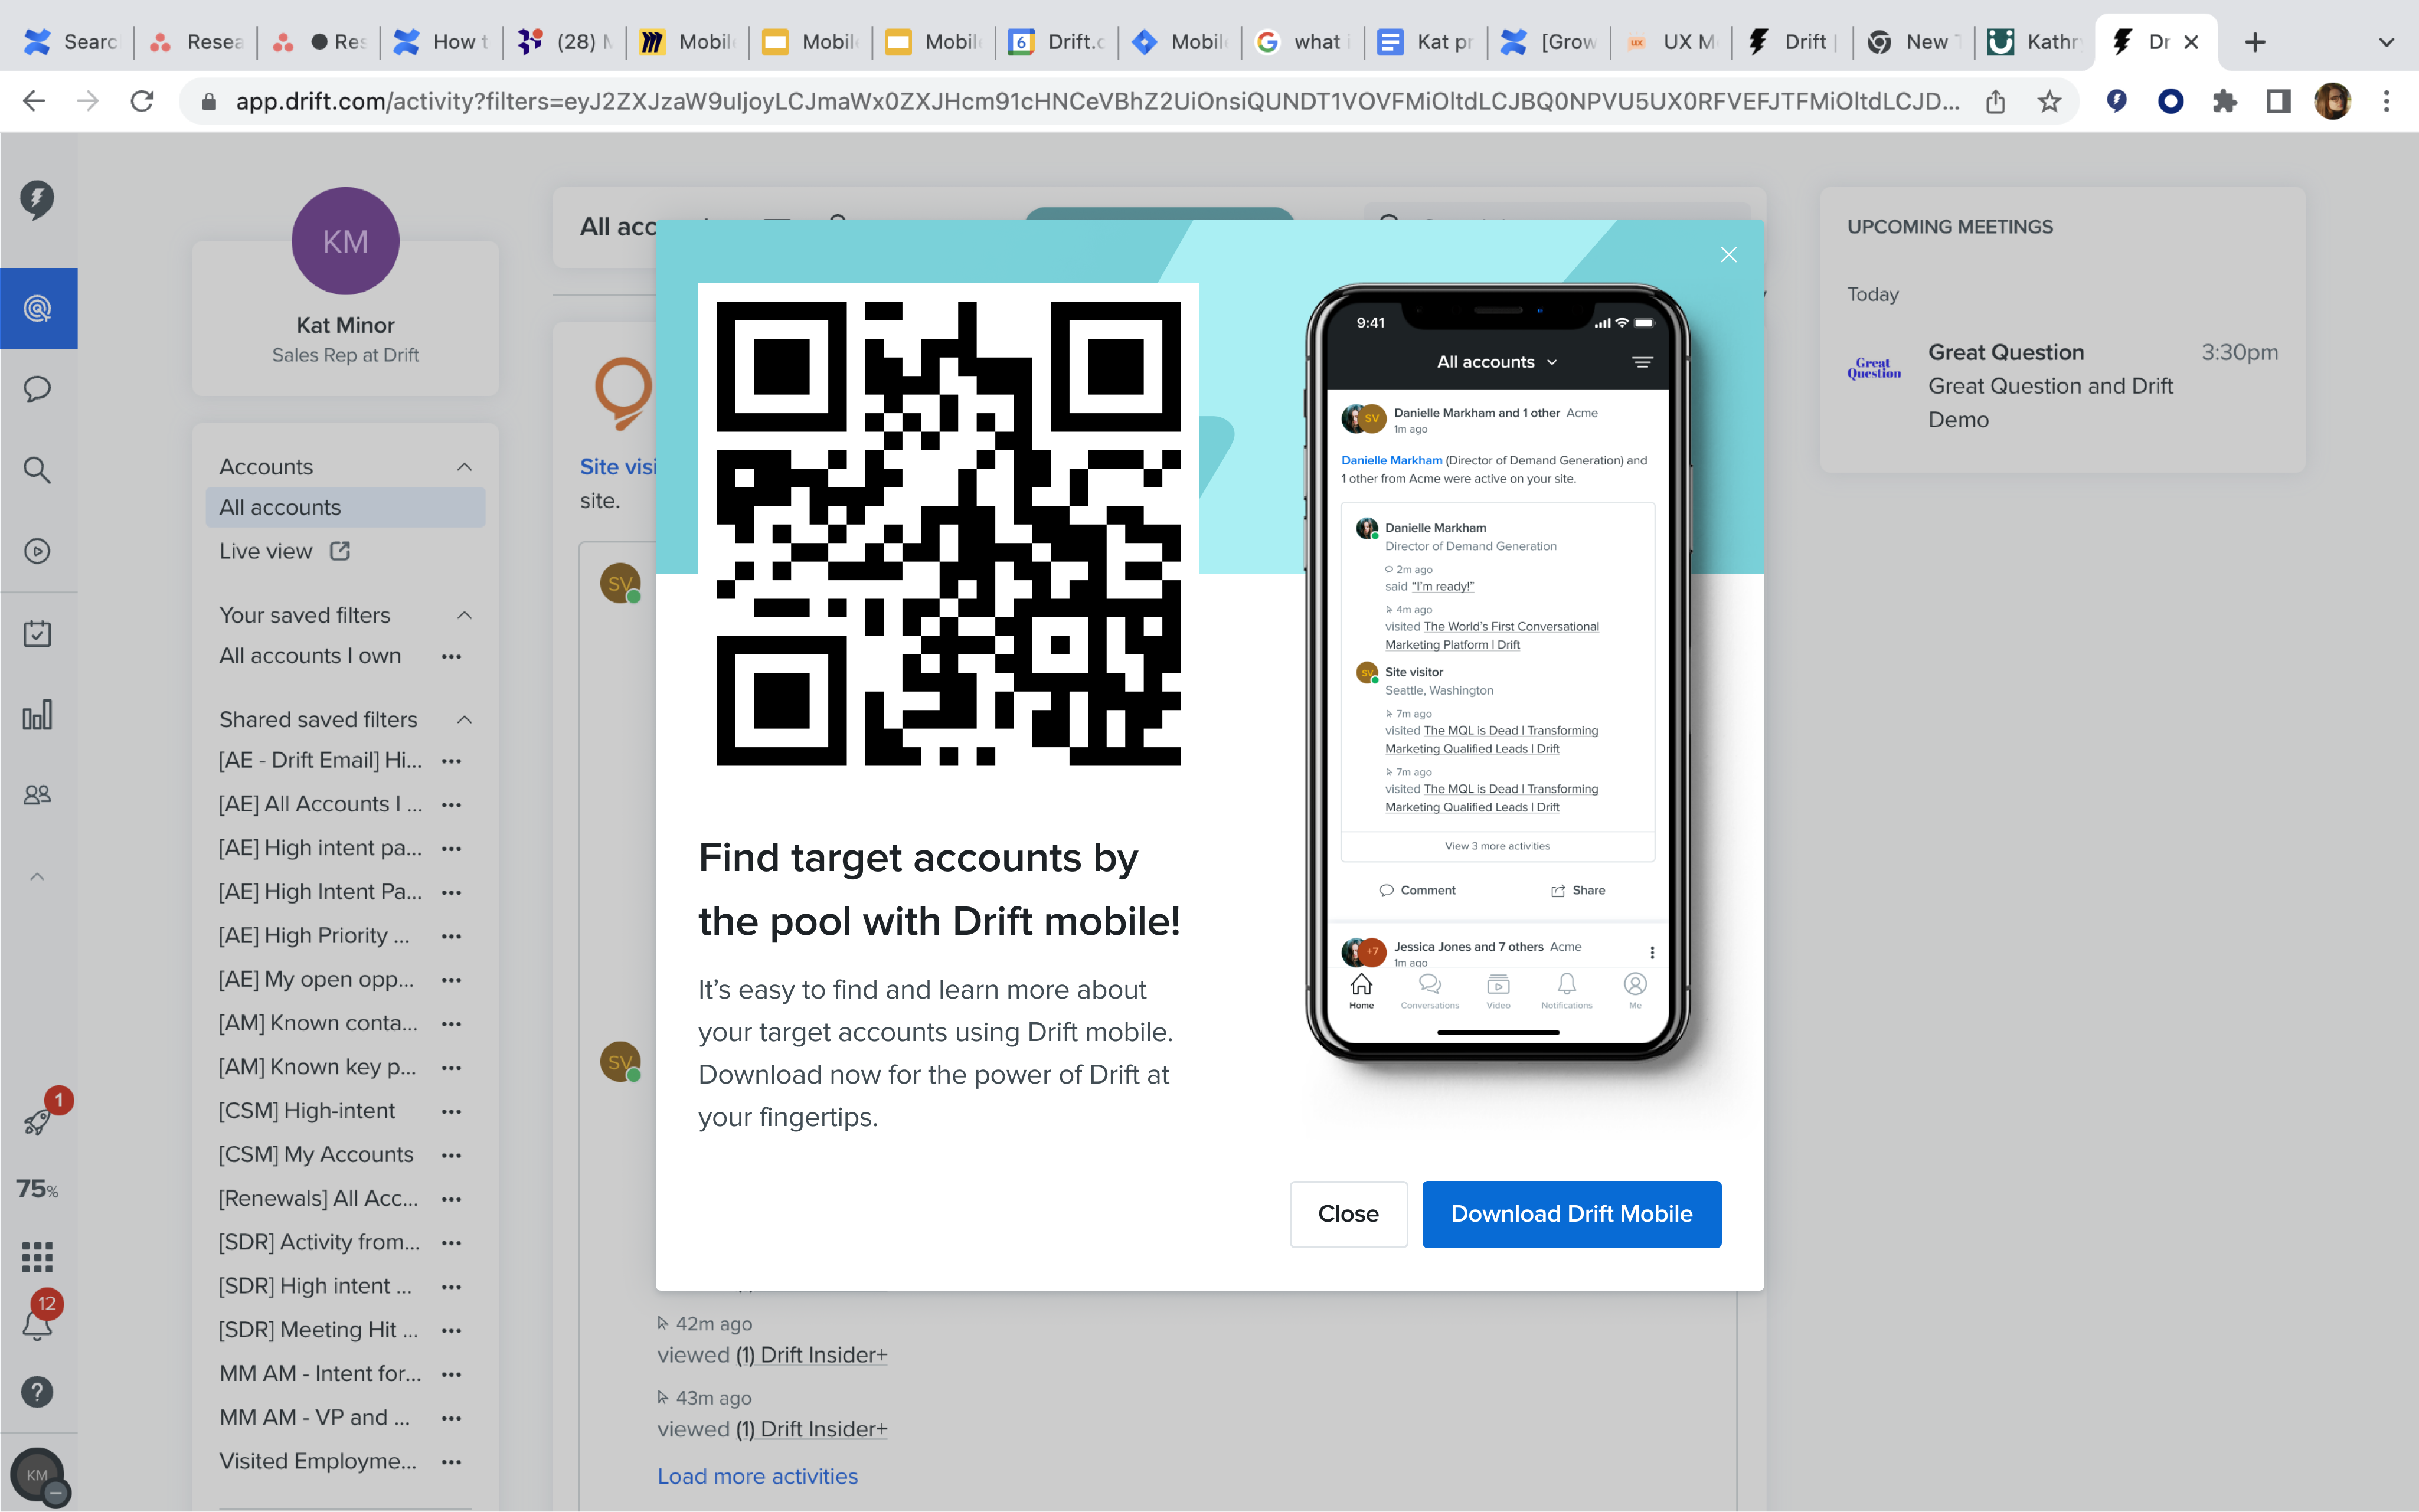 Searc
Resea
Res
How t
(28) M
Mobil
Mobil
Mobil
6
Drift.c
Mobil
what i
Kat pr
[Grow
ux
UX M
Drift |
New T
Kathr
Dr
app.drift.com/activity?filters=eyJ2ZXJzaW9uIjoyLCJmaWx0ZXJHcm91cHNCeVBhZ2UiOnsiQUNDT1VOVFMiOltdLCJBQ0NPVU5UX0RFVEFJTFMiOltdLCJD...
KM
Kat Minor
Sales Rep at Drift
Accounts
All accounts
Live view
Your saved filters
All accounts I own
Shared saved filters
[AE - Drift Email] Hi...
[AE] All Accounts I ...
[AE] High intent pa...
[AE] High Intent Pa...
[AE] High Priority ...
[AE] My open opp...
[AM] Known conta...
[AM] Known key p...
[CSM] High-intent
[CSM] My Accounts
[Renewals] All Acc...
[SDR] Activity from...
[SDR] High intent ...
[SDR] Meeting Hit ...
MM AM - Intent for...
MM AM - VP and ...
Visited Employme...
1
75%
12
KM
All acc
Site visi
site.
SV
SV
42m ago
viewed (1) Drift Insider+
43m ago
viewed (1) Drift Insider+
Load more activities
Find target accounts by
the pool with Drift mobile!
It's easy to find and learn more about
your target accounts using Drift mobile.
Download now for the power of Drift at
your fingertips.
9:41
All accounts
SV
Danielle Markham and 1 other Acme
1m ago
Danielle Markham (Director of Demand Generation) and
1 other from Acme were active on your site.
Danielle Markham
Director of Demand Generation
2m ago
said “I'm ready!”
4m ago
visited The World's First Conversational
Marketing Platform | Drift
SV
Site visitor
Seattle, Washington
7m ago
visited The MQL is Dead | Transforming
Marketing Qualified Leads | Drift
7m ago
visited The MQL is Dead | Transforming
Marketing Qualified Leads | Drift
View 3 more activities
Comment
Share
+7
Jessica Jones and 7 others Acme
1m ago
Home
Conversations
Video
Notifications
Me
Close
Download Drift Mobile
UPCOMING MEETINGS
Today
Great
Question
Great Question
3:30pm
Great Question and Drift
Demo